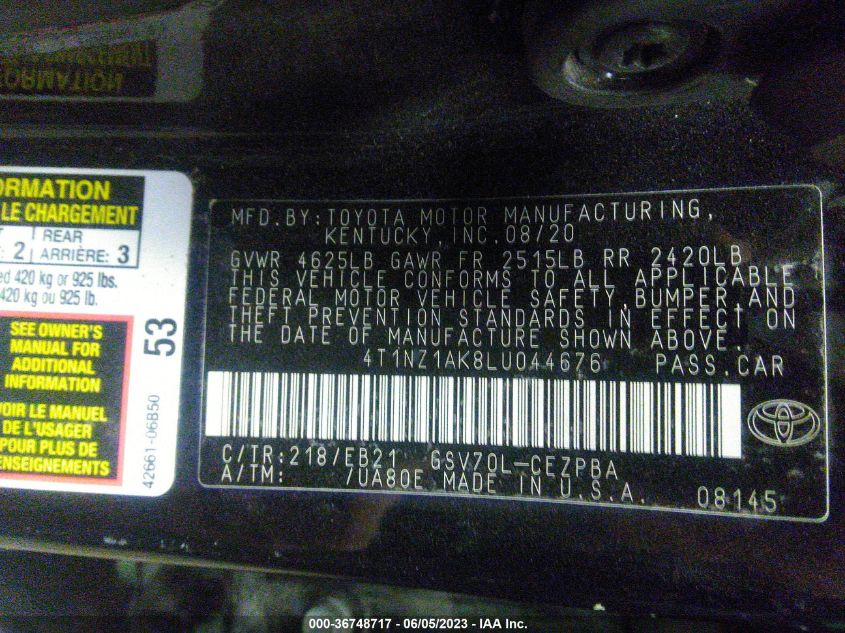 ORMATION
LE CHARGEMENT
2
REAR
ARRIÈRE: 3
ed 420 kg or 925 lbs.
420 kg ou 925 lb.
SEE OWNER'S
MANUAL FOR
ADDITIONAL
INFORMATION
OIR LE MANUEL
DE L'USAGER
POUR PLUS DE
ENSEIGNEMENTS
53
42661-06B50
MFD.BY:TOYOTA MOTOR MANUFACTURING,
KENTUCKY,INC.08/20
GVWR 4625LB GAWR FR 2515LB RR 2420LB
THIS VEHICLE CONFORMS TO ALL APPLICABLE
FEDERAL MOTOR VEHICLE SAFETY,BUMPER,AND
THEFT PREVENTION STANDARDS IN EFFECT ON
THE DATE OF MANUFACTURE SHOWN ABOVE.
4T1NZ1AK8LU044676 PASS.CAR
C/TR:218/EB21 GSV70L-CEZPBA
A/TM: /UA80E MADE IN U.S.A. 08145
000-36748717 - 06/05/2023 - IAA Inc.